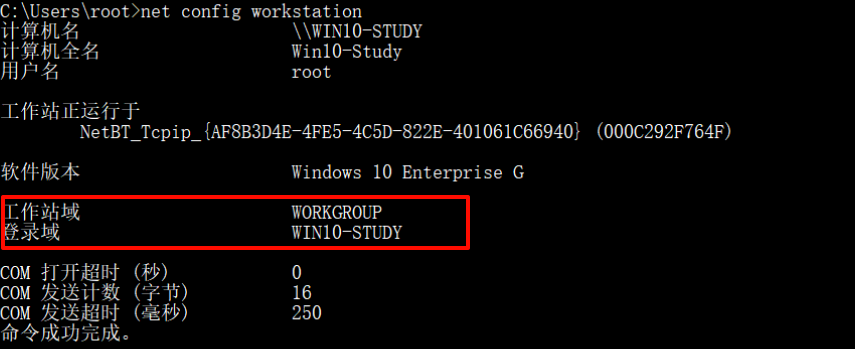 C:\Users\root>net config workstation
计算机名 \\WIN10-STUDY
计算机全名 Win10-Study
用户名 root
工作站正运行于
NetBT_Tcpip_{AF8B3D4E-4FE5-4C5D-822E-401061C66940} (000C292F764F)
软件版本 Windows 10 Enterprise G
工作站域 WORKGROUP
登录域 WIN10-STUDY
COM 打开超时 (秒) 0
COM 发送计数 (字节) 16
COM 发送超时 (毫秒) 250
命令成功完成。